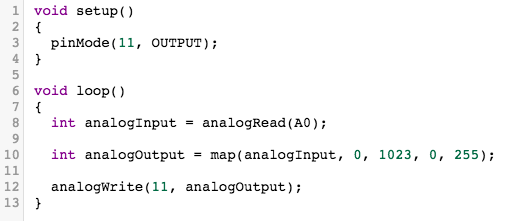 1 void setup()
2 {
3   pinMode(11, OUTPUT);
4 }
5
6 void loop()
7 {
8   int analogInput = analogRead(A0);
9
10   int analogOutput = map(analogInput, 0, 1023, 0, 255);
11
12   analogWrite(11, analogOutput);
13 }